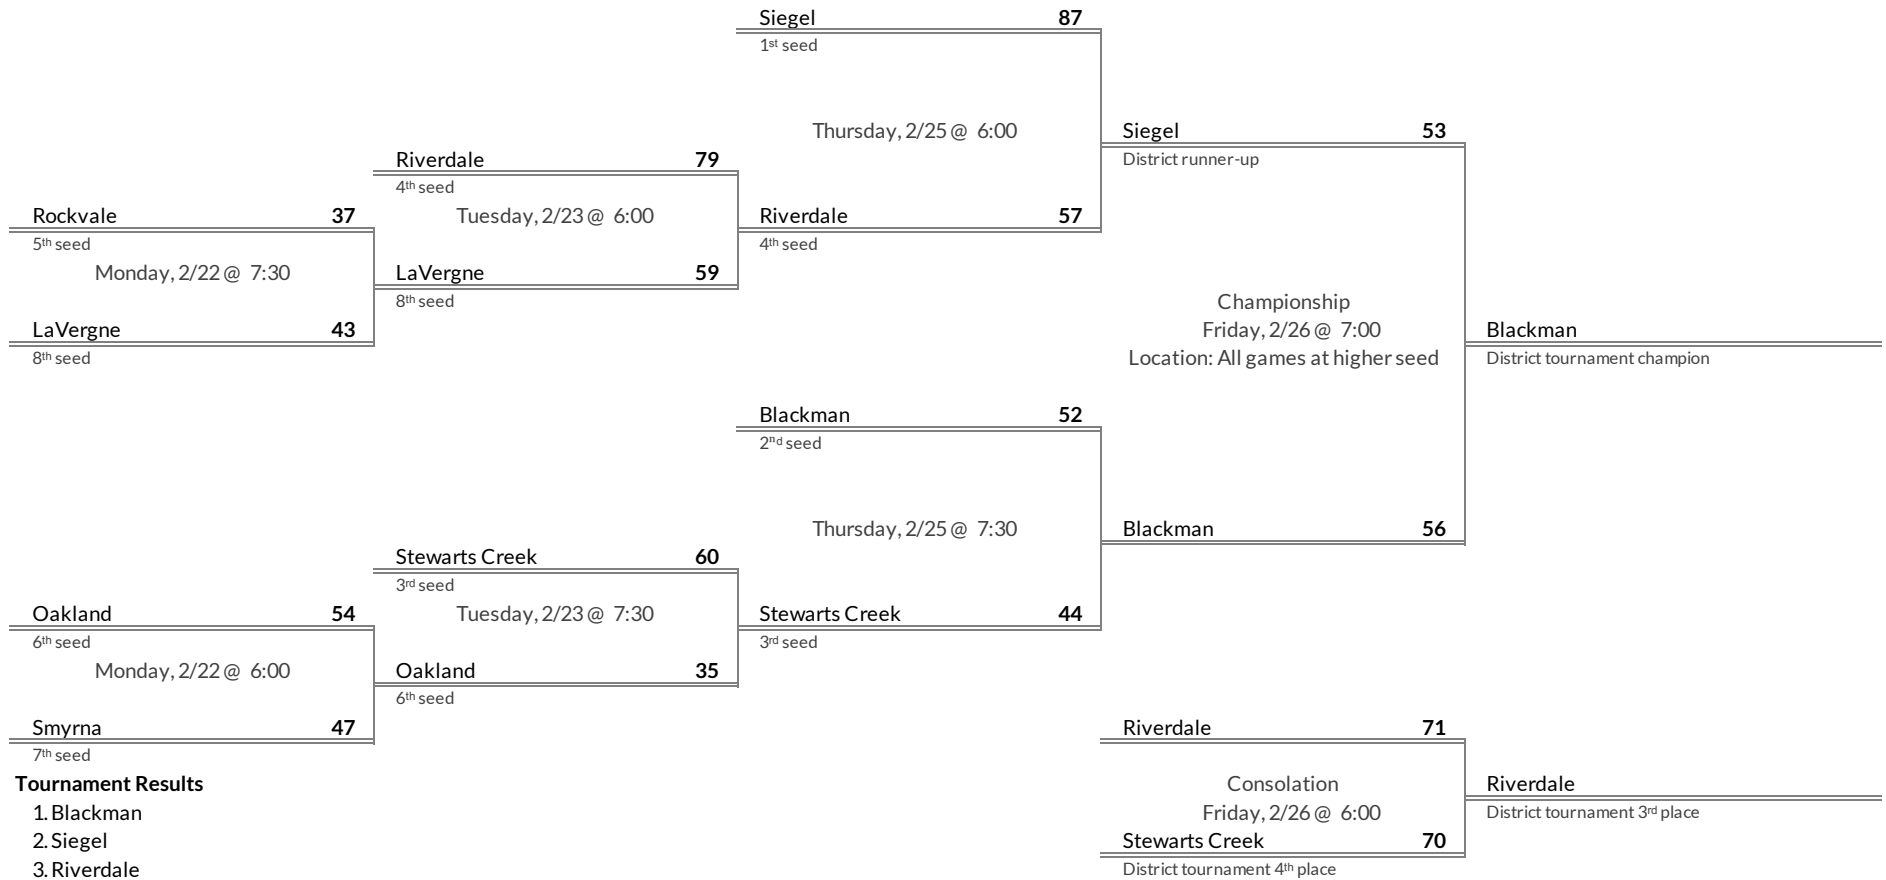 Siegel 87
1st seed
Thursday, 2/25 @ 6:00
Siegel 53
District runner-up
Riverdale 79
4th seed
Rockvale 37
Tuesday, 2/23 @ 6:00
Riverdale 57
5th seed
4th seed
Monday, 2/22 @ 7:30
LaVergne 59
8th seed
Championship
LaVergne 43
Friday, 2/26 @ 7:00
Blackman
8th seed
Location: All games at higher seed
District tournament champion
Blackman 52
2nd seed
Thursday, 2/25 @ 7:30
Blackman 56
Stewarts Creek 60
3rd seed
Oakland 54
Tuesday, 2/23 @ 7:30
Stewarts Creek 44
6th seed
3rd seed
Monday, 2/22 @ 6:00
Oakland 35
6th seed
Smyrna 47
Riverdale 71
7th seed
Tournament Results
Consolation
Riverdale
1. Blackman
Friday, 2/26 @ 6:00
District tournament 3rd place
2. Siegel
Stewarts Creek 70
3. Riverdale
District tournament 4th place